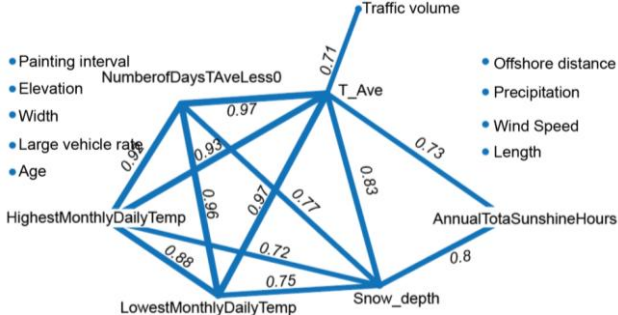 Traffic volume
0.71
Painting interval
Elevation
Width
Large vehicle rate
Age
NumberofDaysTAveLess0
T_Ave
Offshore distance
Precipitation
Wind Speed
Length
0.97
0.93
0.96
0.97
0.77
0.83
0.73
HighestMonthlyDailyTemp
AnnualTotaSunshineHours
0.88
0.72
0.75
0.8
LowestMonthlyDailyTemp
Snow_depth